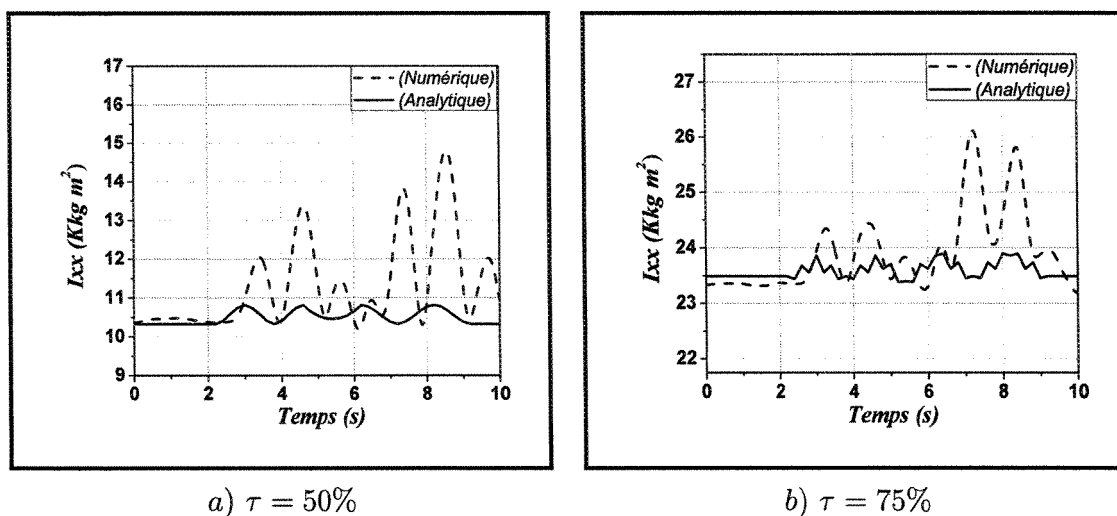 17
16
15
14
13
12
11
10
9
Ixx (Kkg m²)
(Numérique)
(Analytique)
0
2
4
6
8
10
Temps (s)
27
26
25
24
23
22
Ixx (Kkg m²)
(Numérique)
(Analytique)
0
2
4
6
8
10
Temps (s)
a) τ = 50%
b) τ = 75%